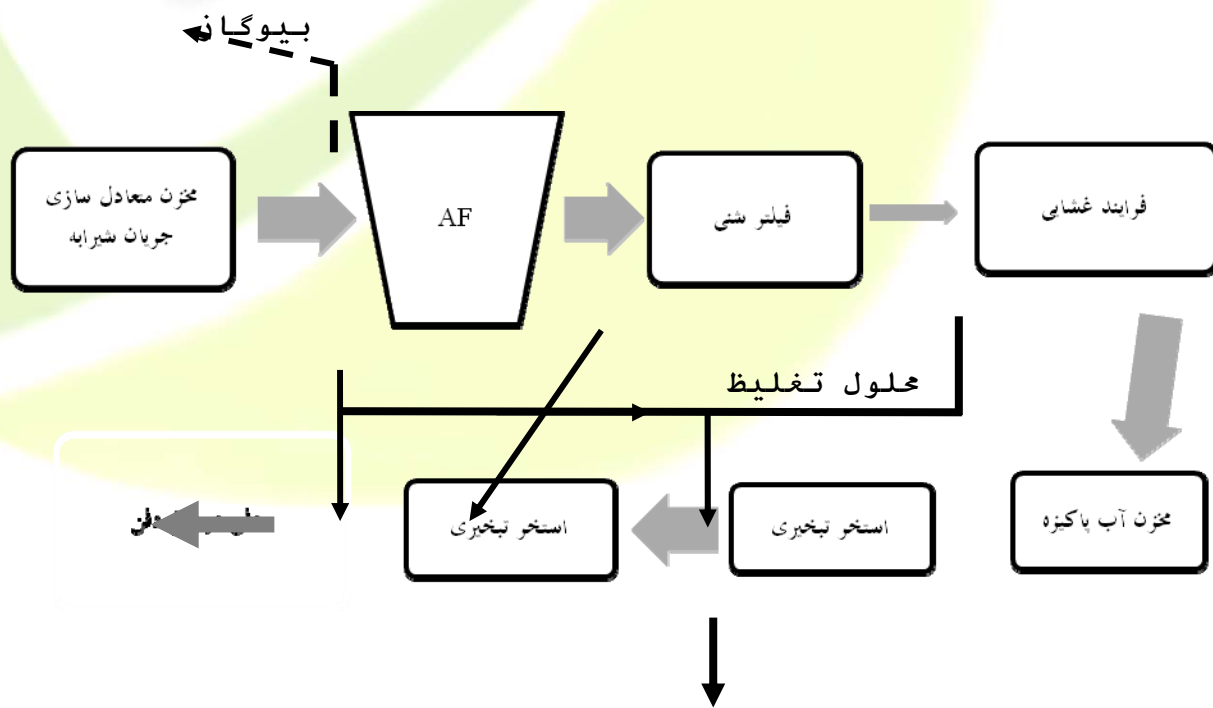 بیوگاز
مخزن متعادل سازی
جریان شیرابه
AF
فیلتر شنی
فرایند غشایی
محلول تغلیظ
استخر تبخیری
استخر تبخیری
مخزن آب پاکیزه